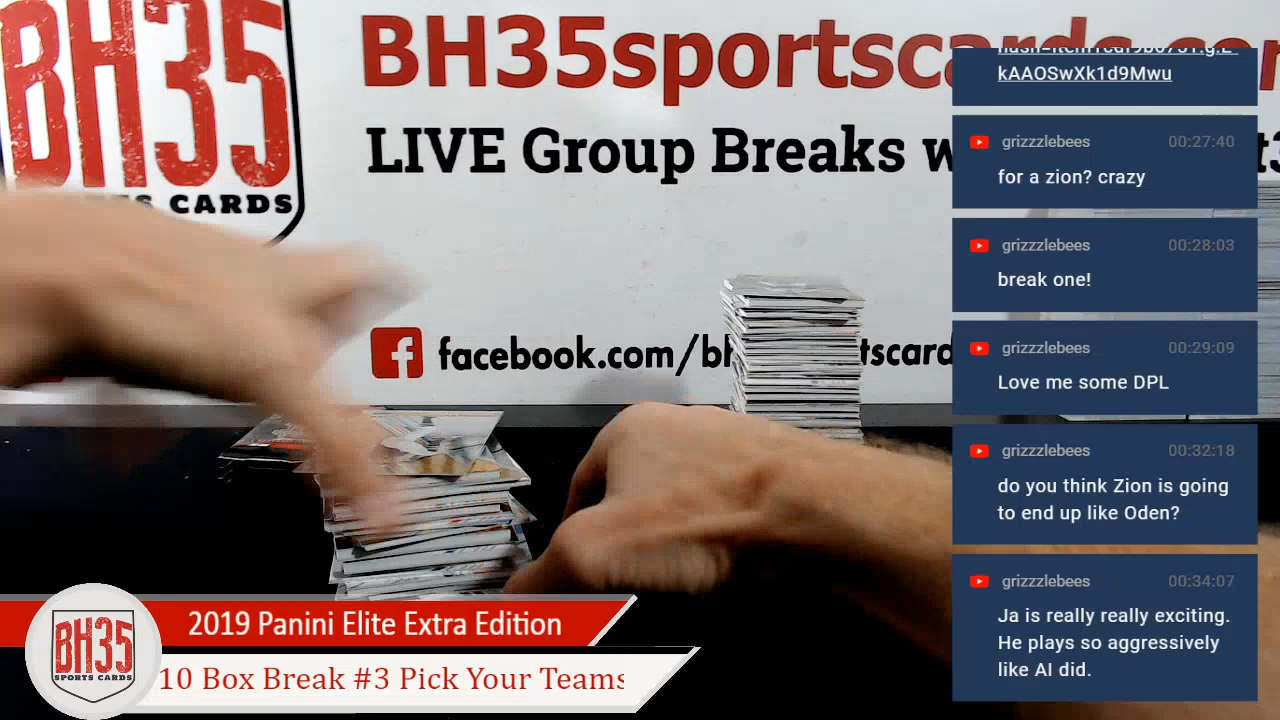 BH35
SPORTS CARDS
BH35sportscards.com
LIVE Group Breaks
facebook.com/bh
tscard
kAAOSwXk1d9Mwu
grizzzlebees 00:27:40
for a zion? crazy
grizzzlebees 00:28:03
break one!
grizzzlebees 00:29:09
Love me some DPL
grizzzlebees 00:32:18
do you think Zion is going
to end up like Oden?
grizzzlebees 00:34:07
Ja is really really exciting.
He plays so aggressively
like AI did.
BH35
SPORTS CARDS
2019 Panini Elite Extra Edition
10 Box Break #3 Pick Your Teams